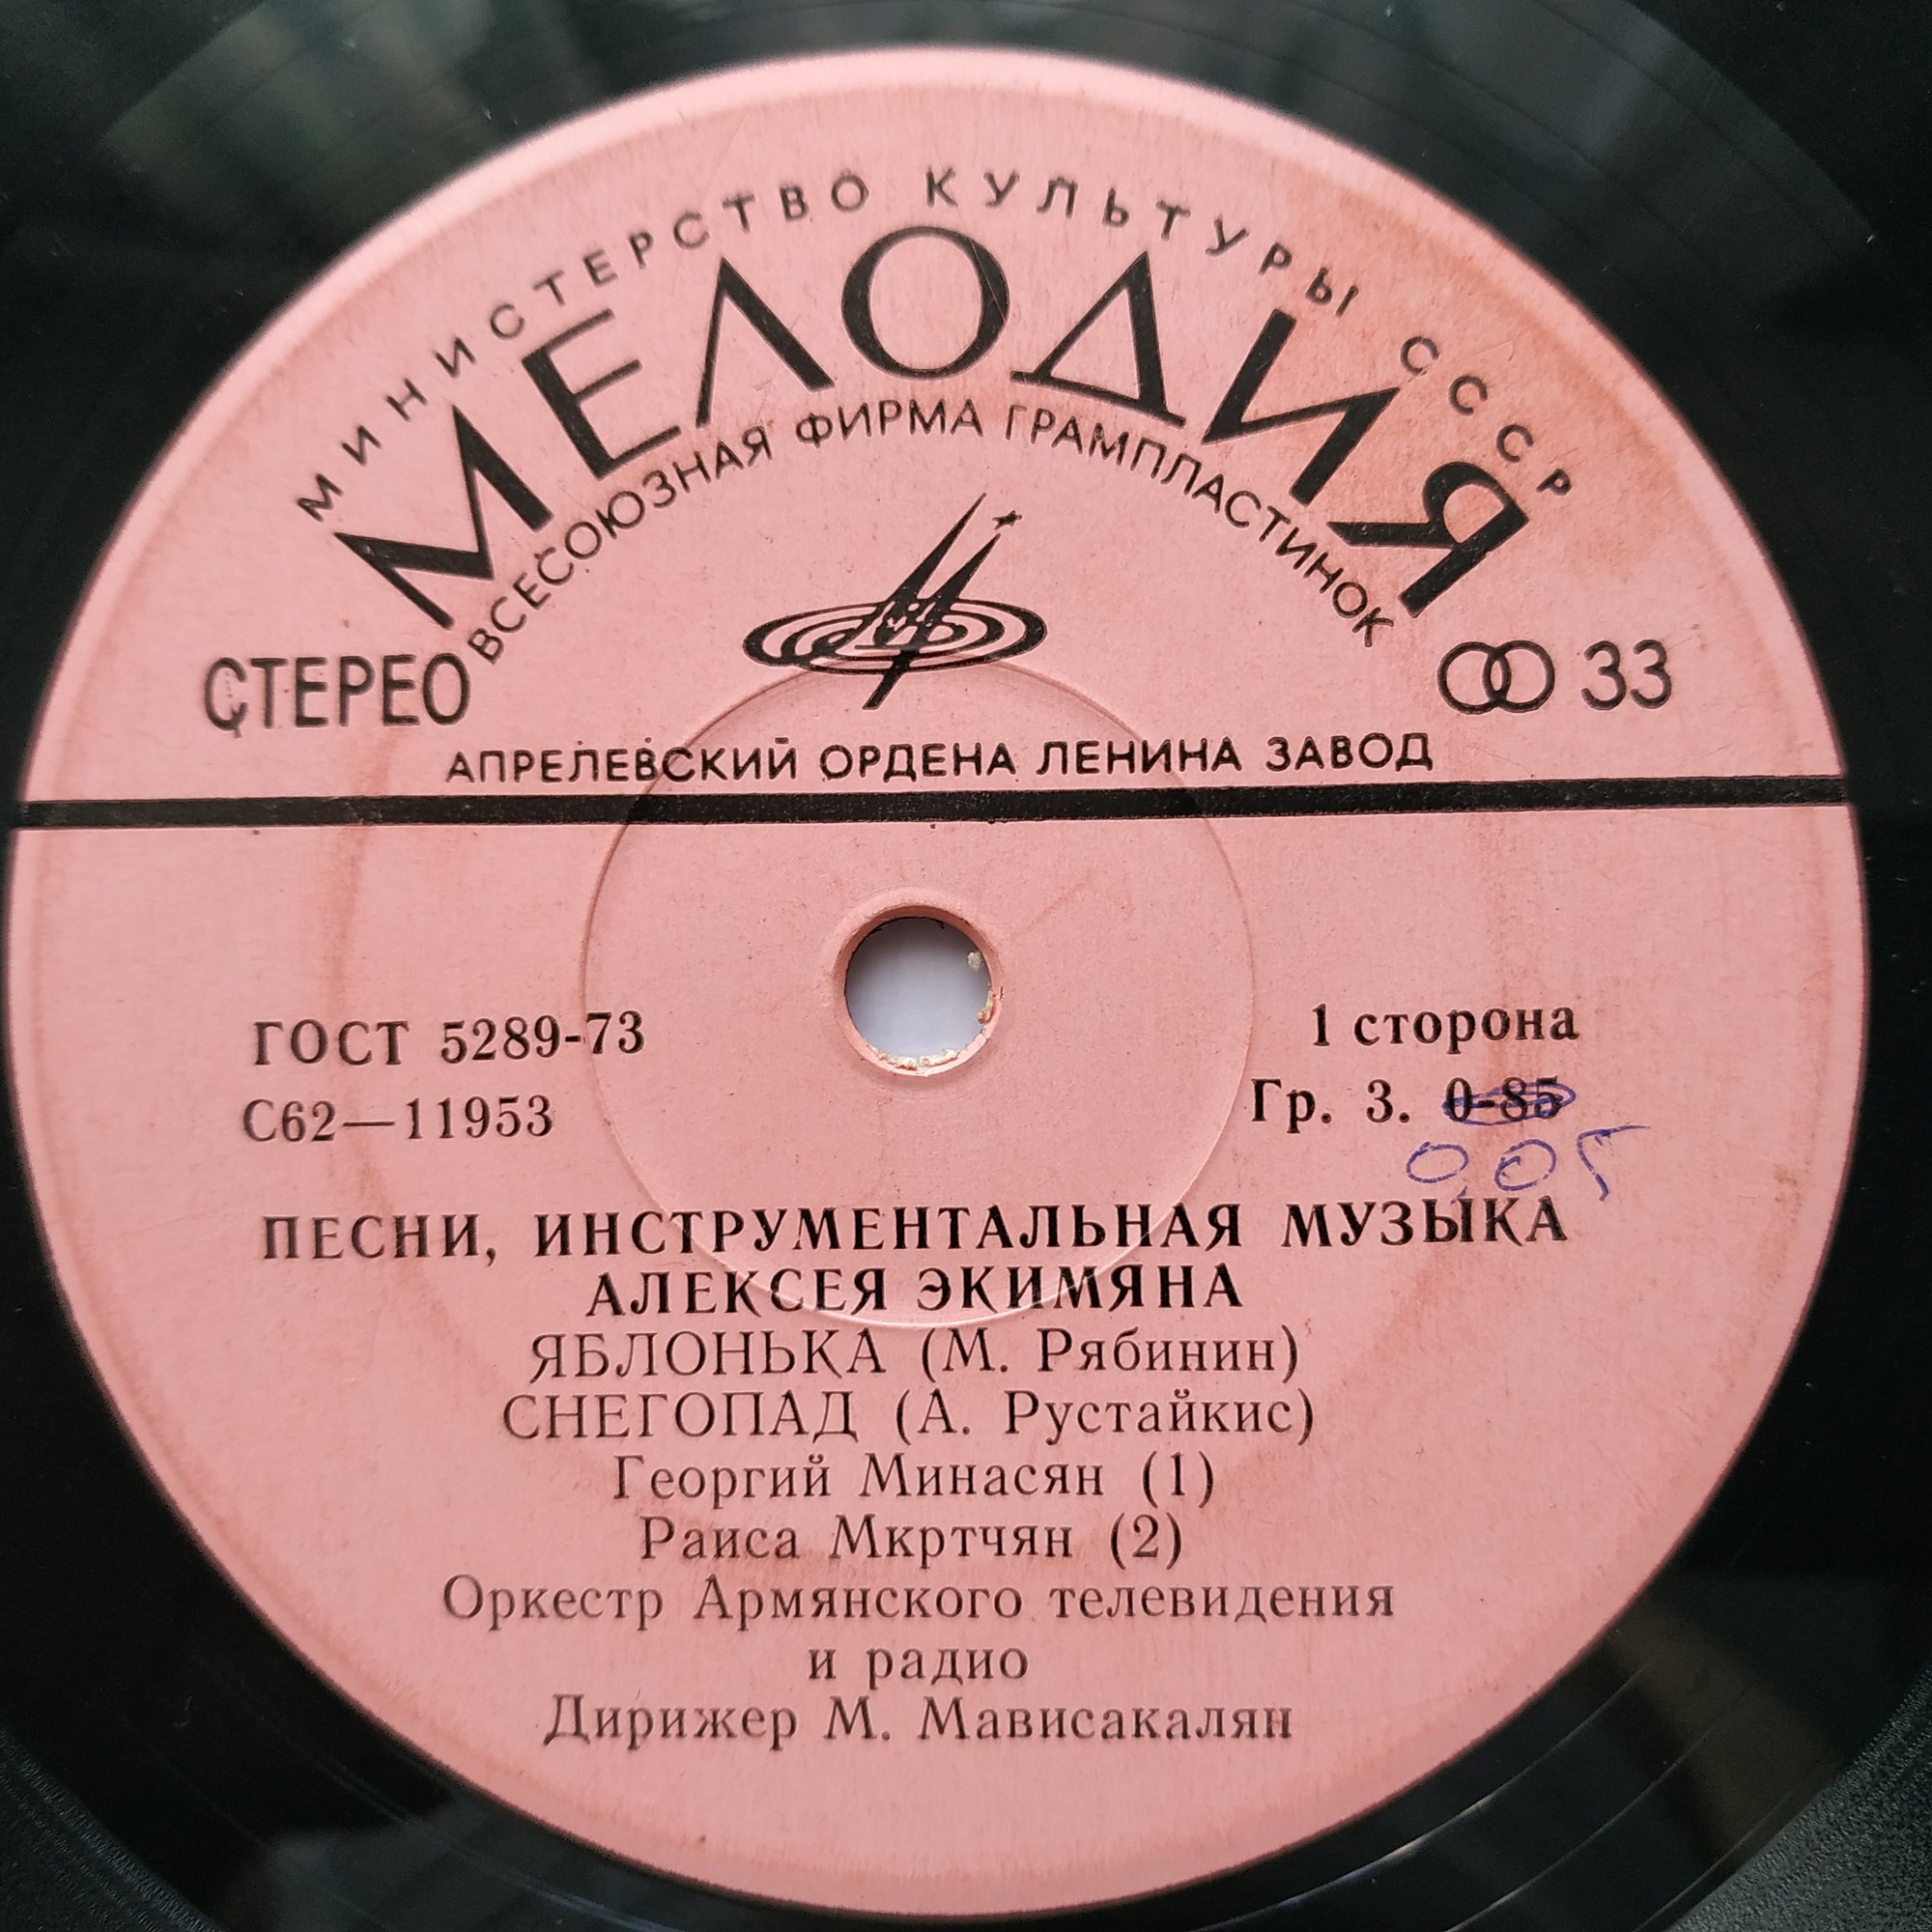 МИНИСТЕРСТВО КУЛЬТУРЫ СССР
МЕЛОДИЯ
ВСЕСОЮЗНАЯ ФИРМА ГРАМПЛАСТИНОК
СТЕРЕО
33
АПРЕЛЕВСКИЙ ОРДЕНА ЛЕНИНА ЗАВОД
ГОСТ 5289-73
1 сторона
С62—11953
Гр. 3. 0-85
0,05
ПЕСНИ, ИНСТРУМЕНТАЛЬНАЯ МУЗЫКА
АЛЕКСЕЯ ЭКИМЯНА
ЯБЛОНЬКА (М. Рябинин)
СНЕГОПАД (А. Рустайкис)
Георгий Минасян (1)
Раиса Мкртчян (2)
Оркестр Армянского телевидения
и радио
Дирижер М. Мависакалян